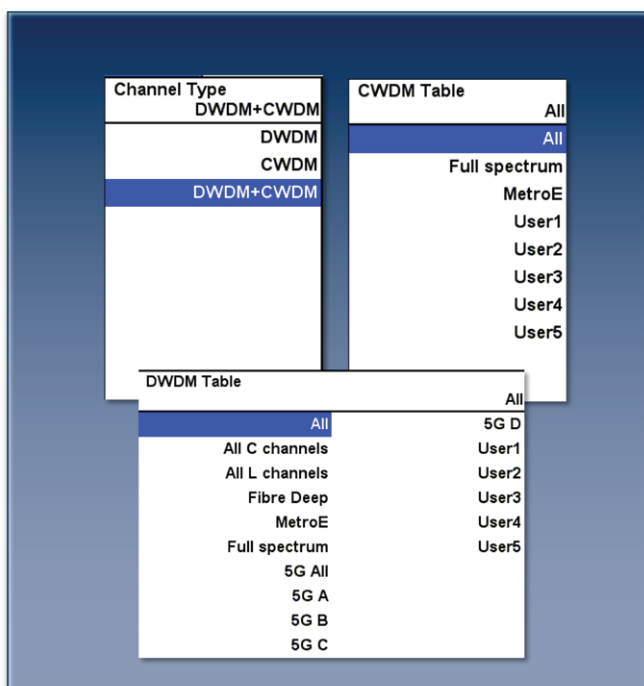 Channel Type
DWDM+CWDM
DWDM
CWDM
DWDM+CWDM
CWDM Table
All
All
Full spectrum
MetroE
User1
User2
User3
User4
User5
DWDM Table
All
All
All C channels
All L channels
Fibre Deep
MetroE
Full spectrum
5G All
5G A
5G B
5G C
5G D
User1
User2
User3
User4
User5